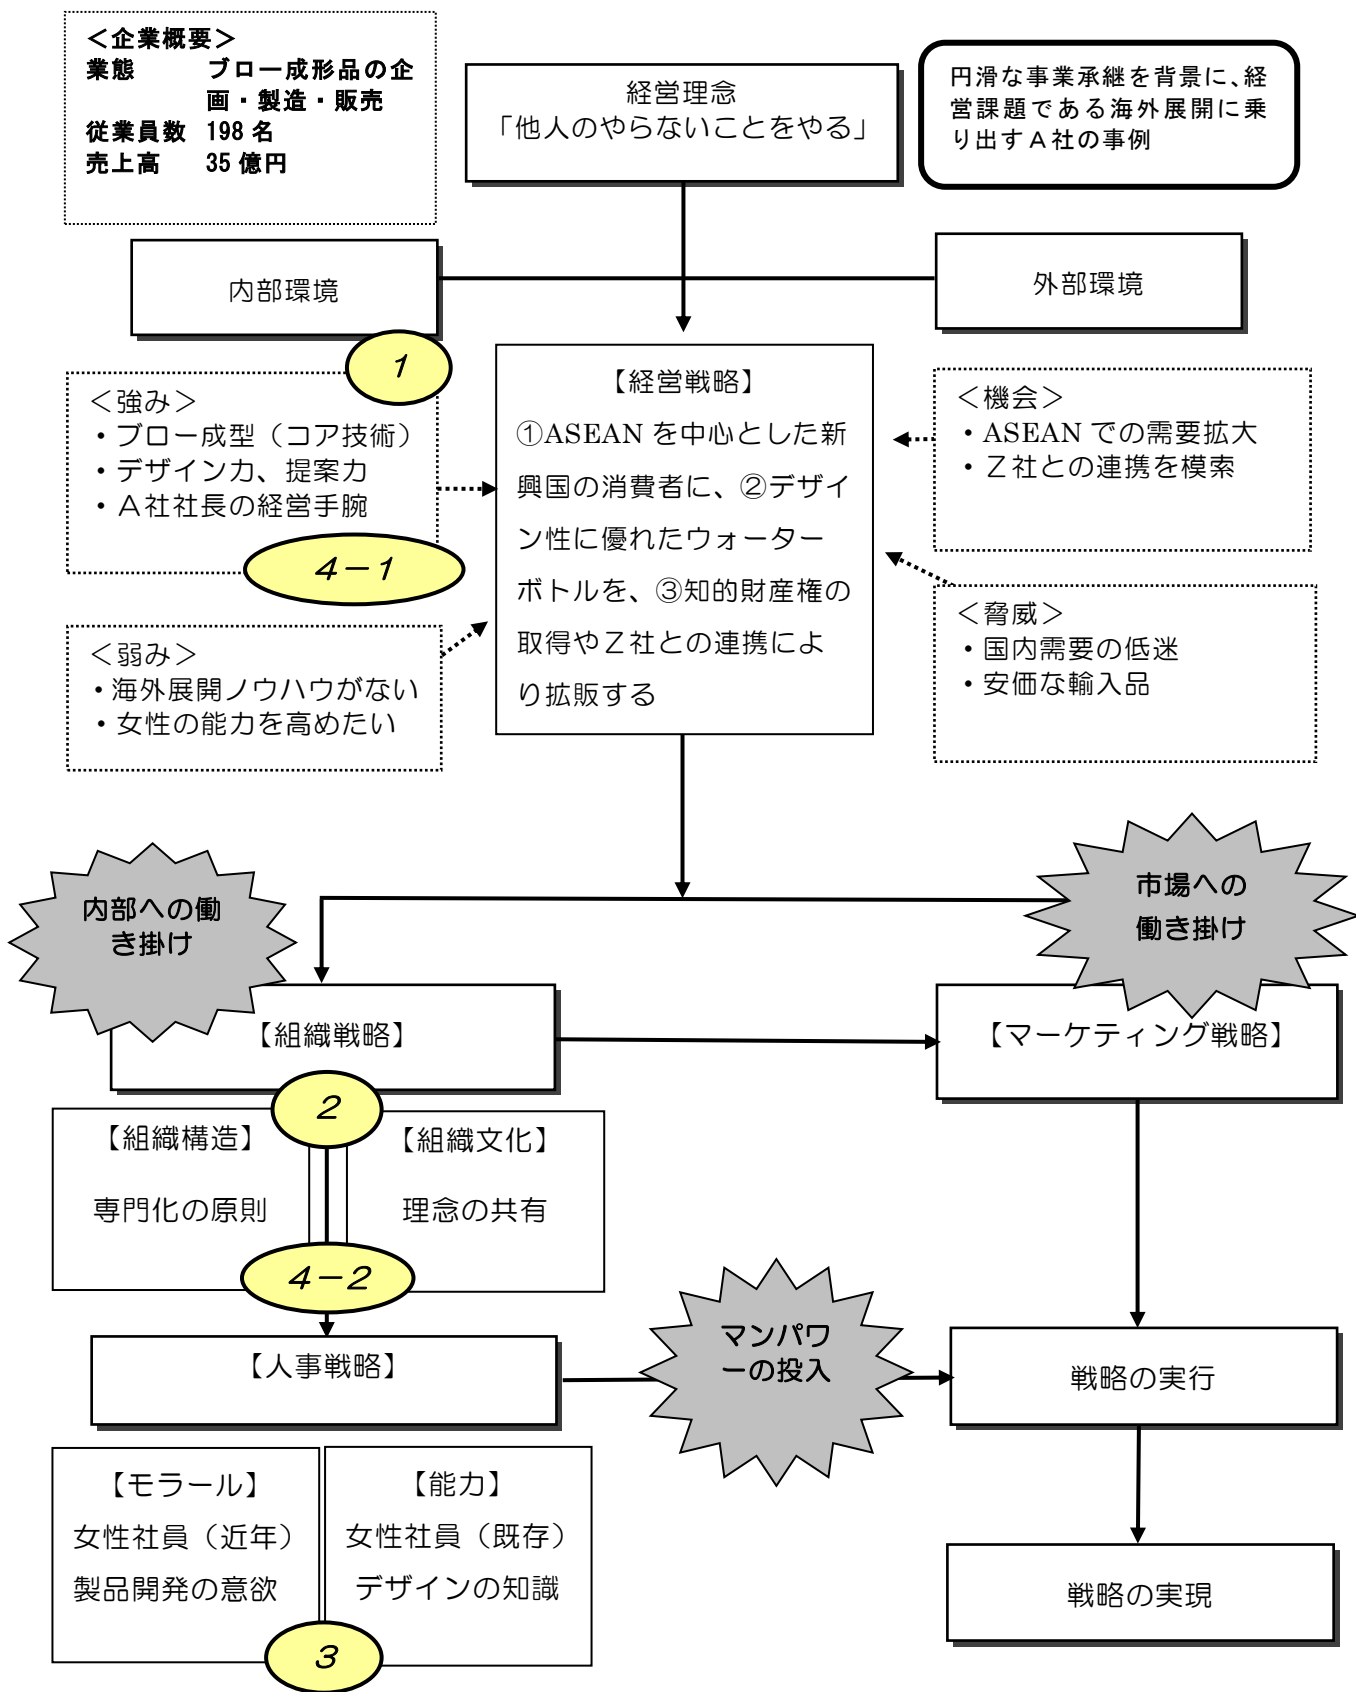 ＜企業概要＞
業態　ブロー成形品の企
画・製造・販売
従業員数 198 名
売上高 35 億円
経営理念
「他人のやらないことをやる」
円滑な事業承継を背景に、経
営課題である海外展開に乗
り出すＡ社の事例
内部環境
外部環境
1
＜強み＞
・ブロー成型（コア技術）
・デザイン力、提案力
・Ａ社社長の経営手腕
4－1
＜弱み＞
・海外展開ノウハウがない
・女性の能力を高めたい
【経営戦略】
①ASEAN を中心とした新
興国の消費者に、②デザイ
ン性に優れたウォーター
ボトルを、③知的財産権の
取得やＺ社との連携によ
り拡販する
＜機会＞
・ASEAN での需要拡大
・Ｚ社との連携を模索
＜脅威＞
・国内需要の低迷
・安価な輸入品
内部への働
き掛け
市場への
働き掛け
【組織戦略】
【マーケティング戦略】
2
【組織構造】
専門化の原則
【組織文化】
理念の共有
4－2
【人事戦略】
マンパワ
ーの投入
戦略の実行
【モラール】
女性社員（近年）
製品開発の意欲
【能力】
女性社員（既存）
デザインの知識
3
戦略の実現